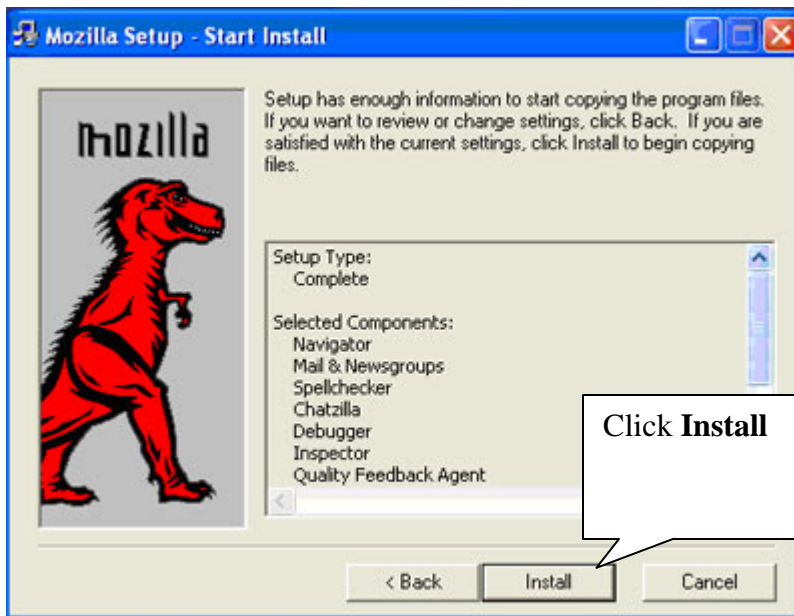 Mozilla Setup - Start Install
mozilla
Setup has enough information to start copying the program files.
If you want to review or change settings, click Back. If you are
satisfied with the current settings, click Install to begin copying
files.
Setup Type:
Complete
Selected Components:
Navigator
Mail & Newsgroups
Spellchecker
Chatzilla
Debugger
Inspector
Quality Feedback Agent
Click Install
< Back
Install
Cancel